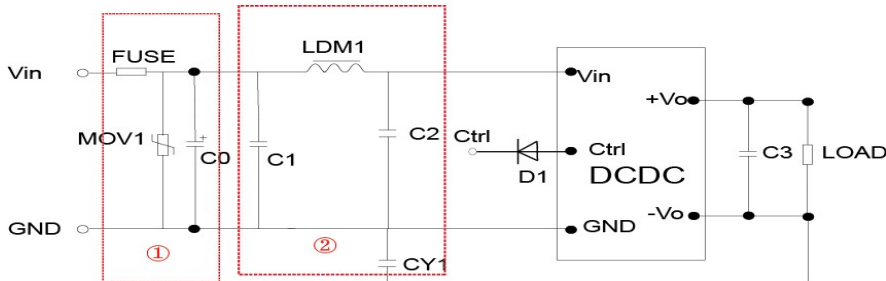 FUSE
LDM1
Vin
Vin
+Vo
MOV1
C0
+
C1
C2
Ctrl
D1
Ctrl
DCDC
C3
LOAD
GND
GND
-Vo
①
②
CY1